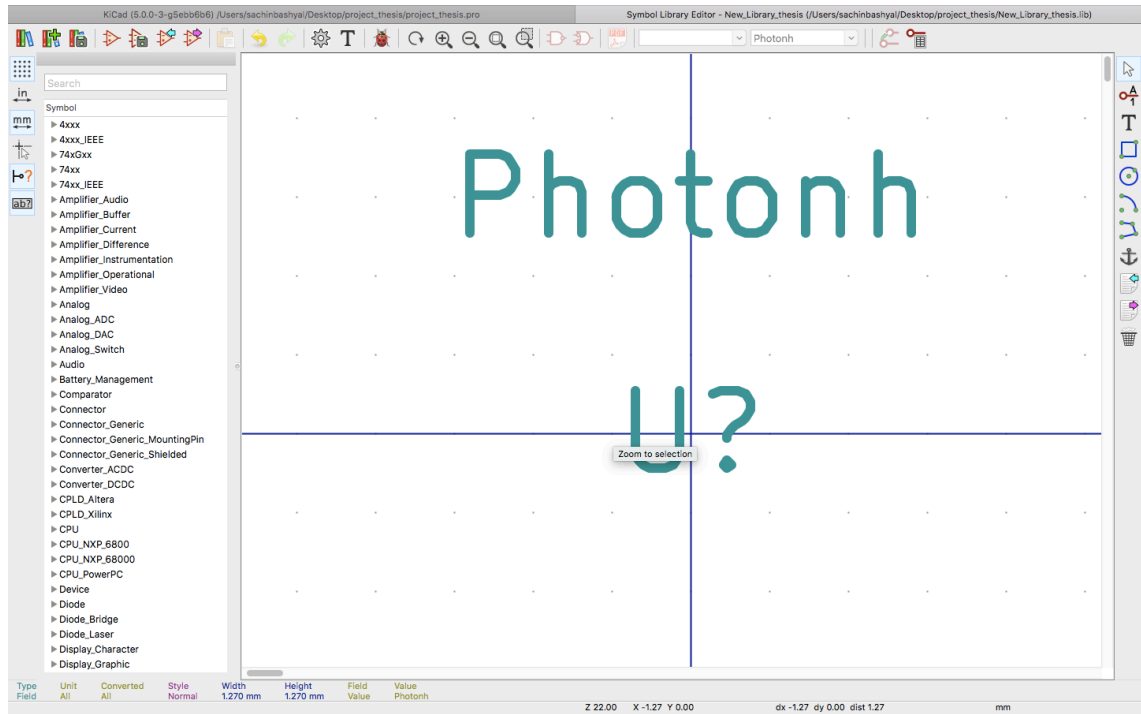 KiCad (5.0.0-3-g5ebb6b6) /Users/sachinbashyal/Desktop/project_thesis/project_thesis.pro
Symbol Library Editor - New_Library_thesis (/Users/sachinbashyal/Desktop/project_thesis/New_Library_thesis.lib)
T PDF Photonh
in
mm
ab?
Search
Symbol
4xxx
4xxx_IEEE
74xGxx
74xx
74xx_IEEE
Amplifier_Audio
Amplifier_Buffer
Amplifier_Current
Amplifier_Difference
Amplifier_Instrumentation
Amplifier_Operational
Amplifier_Video
Analog
Analog_ADC
Analog_DAC
Analog_Switch
Audio
Battery_Management
Comparator
Connector
Connector_Generic
Connector_Generic_MountingPin
Connector_Generic_Shielded
Converter_ACDC
Converter_DCDC
CPLD_Altera
CPLD_Xilinx
CPU
CPU_NXP_6800
CPU_NXP_68000
CPU_PowerPC
Device
Diode
Diode_Bridge
Diode_Laser
Display_Character
Display_Graphic
Photonh
U?
Zoom to selection
A
1
T
Type Unit Converted Style Width Height Field Value
Field All All Normal 1.270 mm 1.270 mm Value Photonh
Z 22.00 X -1.27 Y 0.00 dx -1.27 dy 0.00 dist 1.27 mm